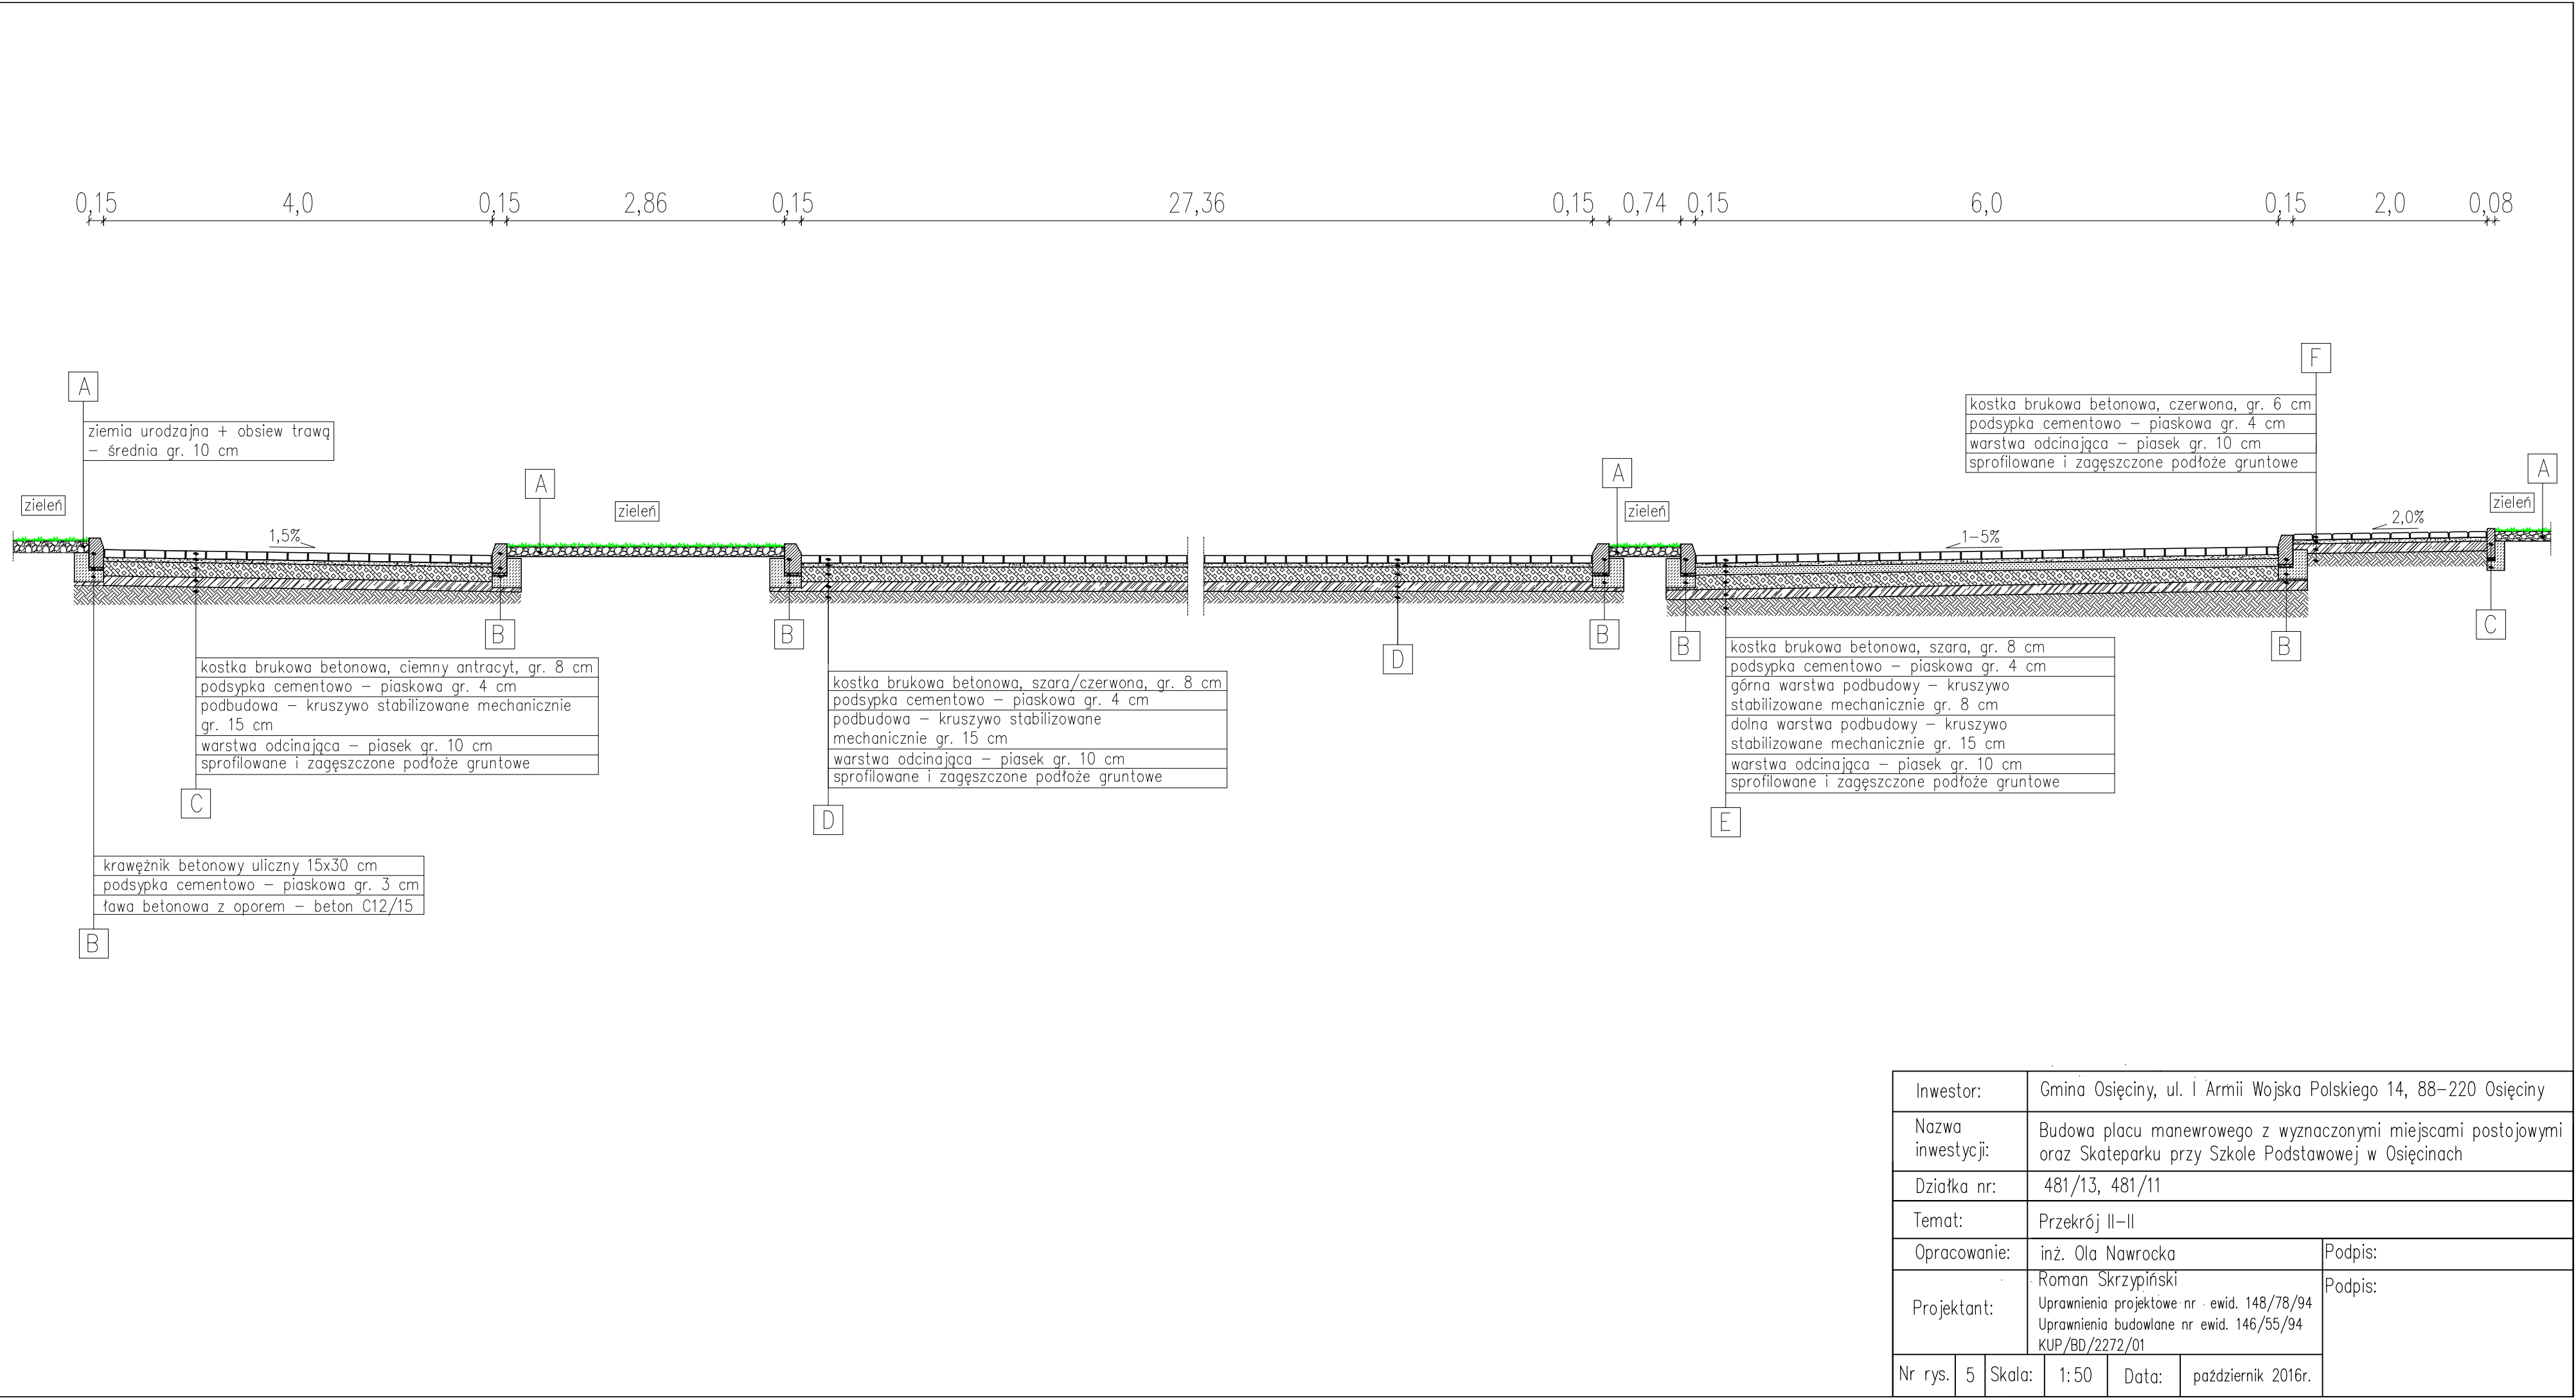 0,15 4,0 0,15 2,86 0,15 27,36 0,15 0,74 0,15 6,0 0,15 2,0 0,08
A
ziemia urodzajna + obsiew trawą
– średnia gr. 10 cm
zieleń
1,5%
A
zieleń
A
zieleń
F
kostka brukowa betonowa, czerwona, gr. 6 cm
podsypka cementowo – piaskowa gr. 4 cm
warstwa odcinająca – piasek gr. 10 cm
sprofilowane i zagęszczone podłoże gruntowe
A
zieleń
1–5%
2,0%
B
B
B
B
B
C
D
kostka brukowa betonowa, ciemny antracyt, gr. 8 cm
podsypka cementowo – piaskowa gr. 4 cm
podbudowa – kruszywo stabilizowane mechanicznie
gr. 15 cm
warstwa odcinająca – piasek gr. 10 cm
sprofilowane i zagęszczone podłoże gruntowe
C
kostka brukowa betonowa, szara/czerwona, gr. 8 cm
podsypka cementowo – piaskowa gr. 4 cm
podbudowa – kruszywo stabilizowane
mechanicznie gr. 15 cm
warstwa odcinająca – piasek gr. 10 cm
sprofilowane i zagęszczone podłoże gruntowe
D
kostka brukowa betonowa, szara, gr. 8 cm
podsypka cementowo – piaskowa gr. 4 cm
górna warstwa podbudowy – kruszywo
stabilizowane mechanicznie gr. 8 cm
dolna warstwa podbudowy – kruszywo
stabilizowane mechanicznie gr. 15 cm
warstwa odcinająca – piasek gr. 10 cm
sprofilowane i zagęszczone podłoże gruntowe
E
krawężnik betonowy uliczny 15x30 cm
podsypka cementowo – piaskowa gr. 3 cm
ława betonowa z oporem – beton C12/15
B
Inwestor: Gmina Osięciny, ul. I Armii Wojska Polskiego 14, 88–220 Osięciny
Nazwa
inwestycji:
Budowa placu manewrowego z wyznaczonymi miejscami postojowymi
oraz Skateparku przy Szkole Podstawowej w Osięcinach
Działka nr: 481/13, 481/11
Temat: Przekrój II–II
Opracowanie: inż. Ola Nawrocka Podpis:
Projektant:
Roman Skrzypiński
Uprawnienia projektowe nr ewid. 148/78/94
Uprawnienia budowlane nr ewid. 146/55/94
KUP/BD/2272/01
Podpis:
Nr rys. 5 Skala: 1:50 Data: październik 2016r.